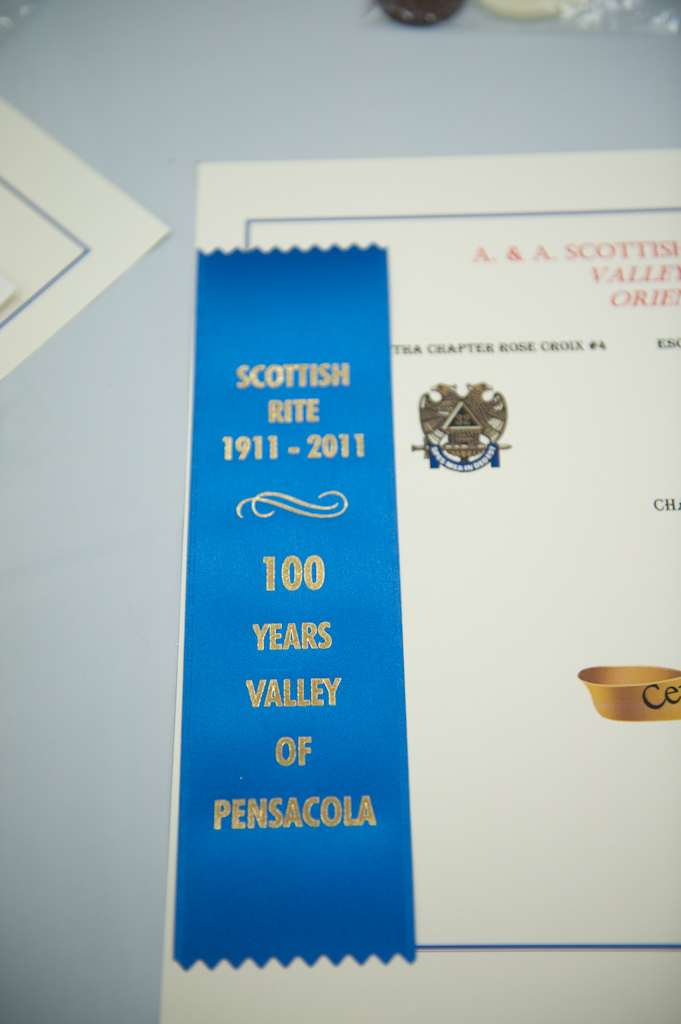 SCOTTISH
RITE
1911 - 2011
100
YEARS
VALLEY
OF
PENSACOLA
A. & A. SCOTTISH
VALLEY
CHAPTER ROSE CROIX #4